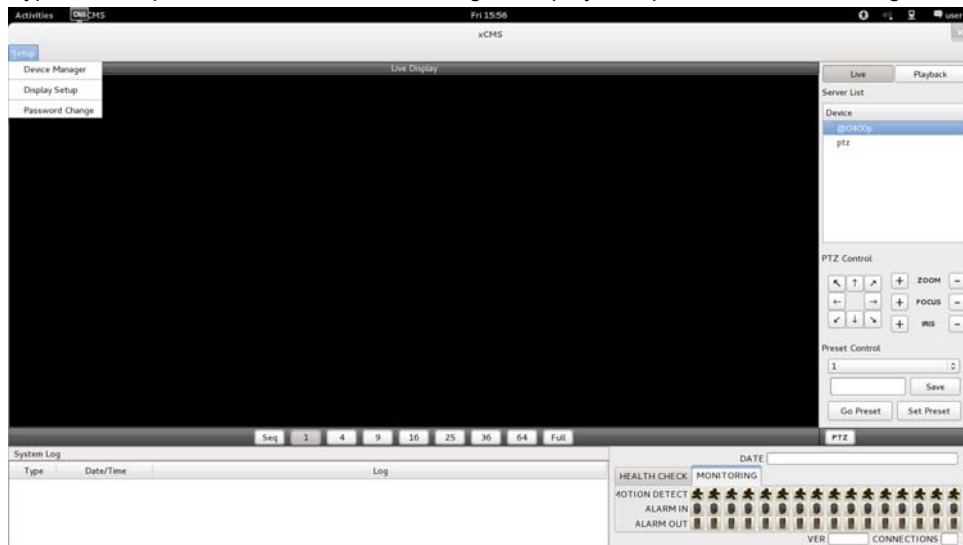 Activities CMS xCMS Fri 15:56 user
xCMS
Setup
Device Manager
Display Setup
Password Change
Live Display
Live Playback
Server List
Device
@0400p
ptz
PTZ Control
↖ ↑ ↗ + ZOOM -
← → + FOCUS -
↙ ↓ ↘ + IRIS -
Preset Control
1
Save
Go Preset Set Preset
Seq 1 4 9 16 25 36 64 Full
PTZ
System Log
Type Date/Time Log
DATE
HEALTH CHECK MONITORING
MOTION DETECT
ALARM IN
ALARM OUT
VER CONNECTIONS